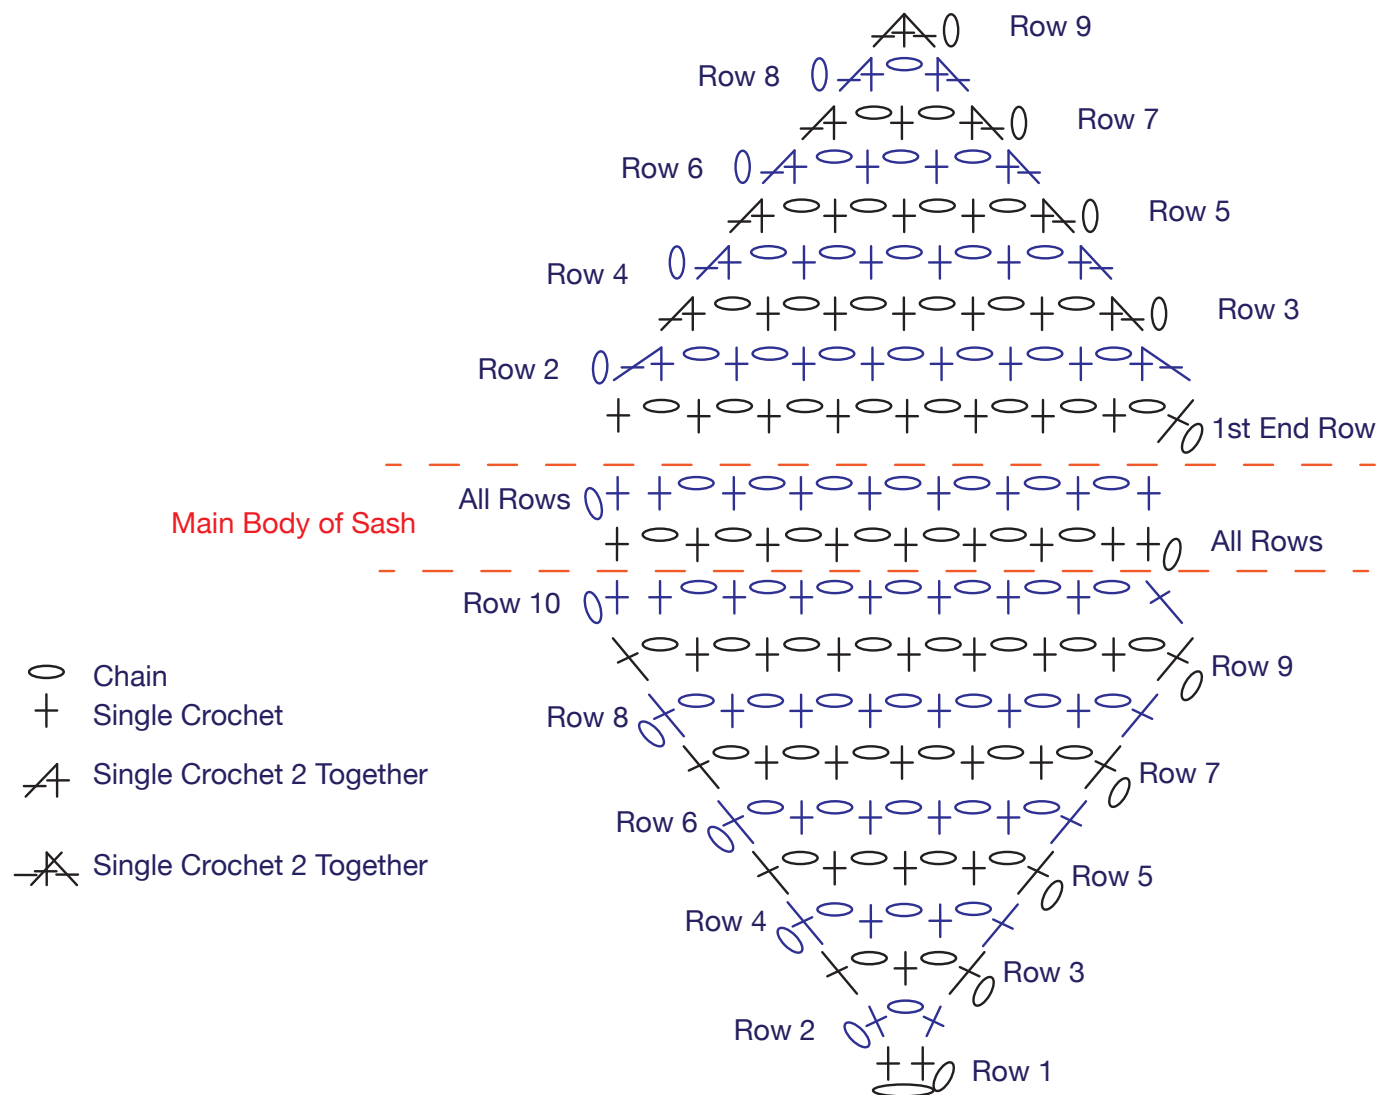 Row 9
Row 8
Row 7
Row 6
Row 5
Row 4
Row 3
Row 2
1st End Row
All Rows
Main Body of Sash
All Rows
Row 10
Row 9
Chain
Single Crochet
Row 8
Single Crochet 2 Together
Row 7
Row 6
Single Crochet 2 Together
Row 5
Row 4
Row 3
Row 2
Row 1